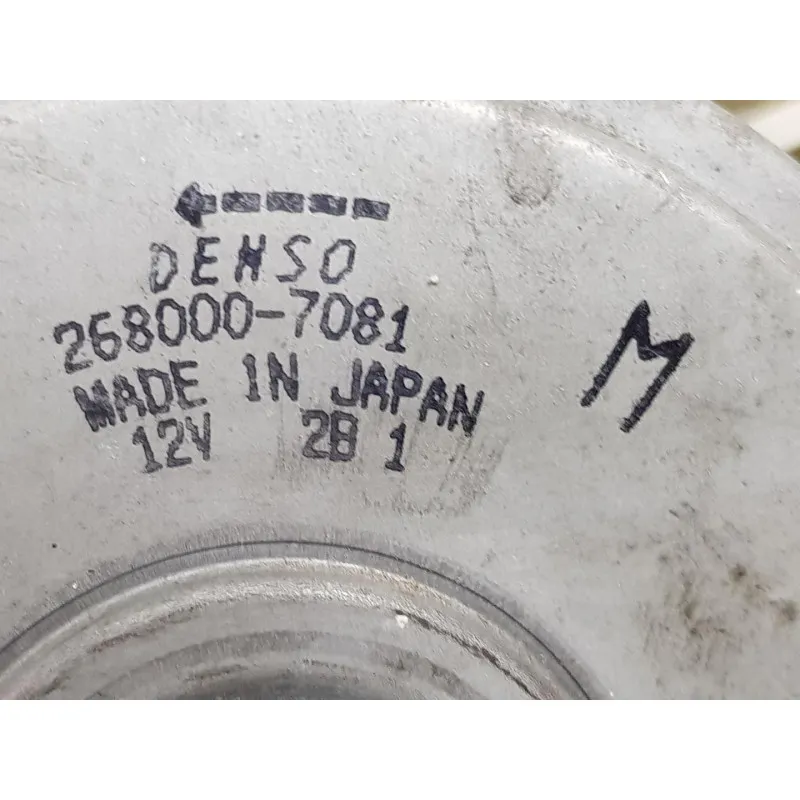 DENSO
268000-7081
MADE IN JAPAN
12V 2B 1
M